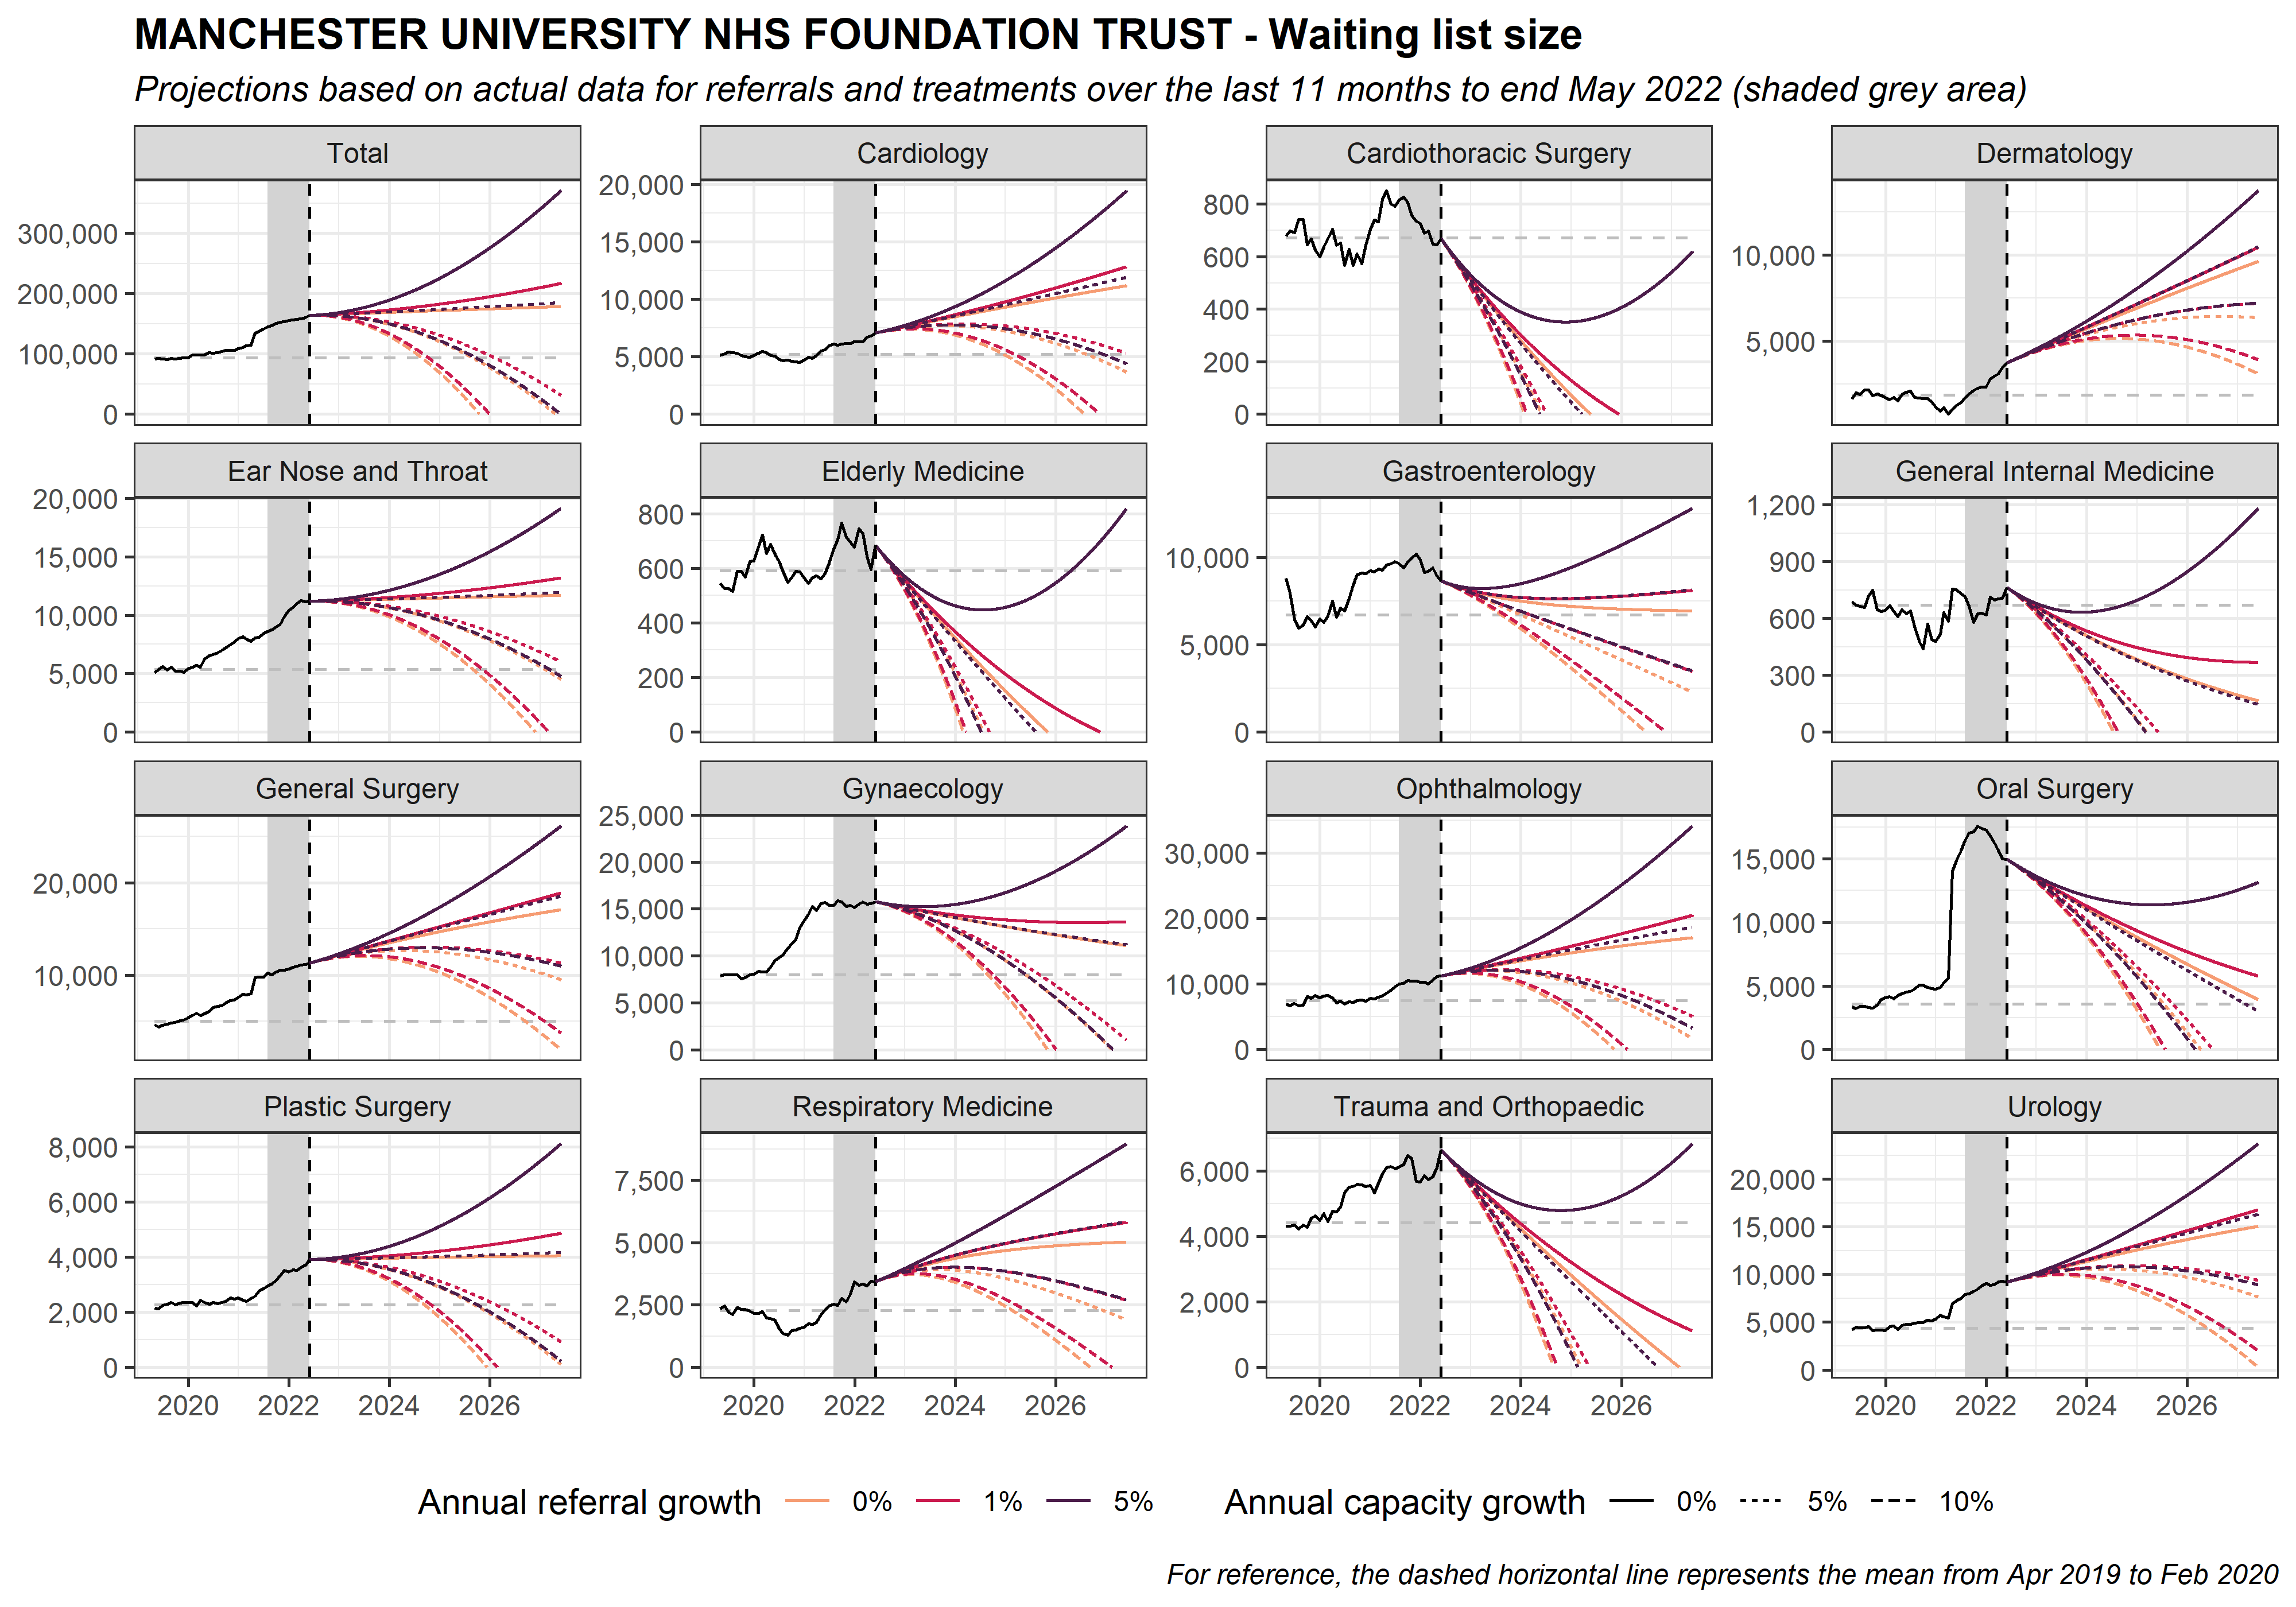 MANCHESTER UNIVERSITY NHS FOUNDATION TRUST - Waiting list size
Projections based on actual data for referrals and treatments over the last 11 months to end May 2022 (shaded grey area)
Total
300,000
200,000
100,000
0
Cardiology
20,000
15,000
10,000
5,000
0
Cardiothoracic Surgery
800
600
400
200
0
Dermatology
10,000
5,000
Ear Nose and Throat
20,000
15,000
10,000
5,000
0
Elderly Medicine
800
600
400
200
0
Gastroenterology
10,000
5,000
0
General Internal Medicine
1,200
900
600
300
0
General Surgery
20,000
10,000
Gynaecology
25,000
20,000
15,000
10,000
5,000
0
Ophthalmology
30,000
20,000
10,000
0
Oral Surgery
15,000
10,000
5,000
0
Plastic Surgery
8,000
6,000
4,000
2,000
0
2020 2022 2024 2026
Respiratory Medicine
7,500
5,000
2,500
0
2020 2022 2024 2026
Trauma and Orthopaedic
6,000
4,000
2,000
0
2020 2022 2024 2026
Urology
20,000
15,000
10,000
5,000
0
2020 2022 2024 2026
Annual referral growth 0% 1% 5%
Annual capacity growth 0% 5% 10%
For reference, the dashed horizontal line represents the mean from Apr 2019 to Feb 2020